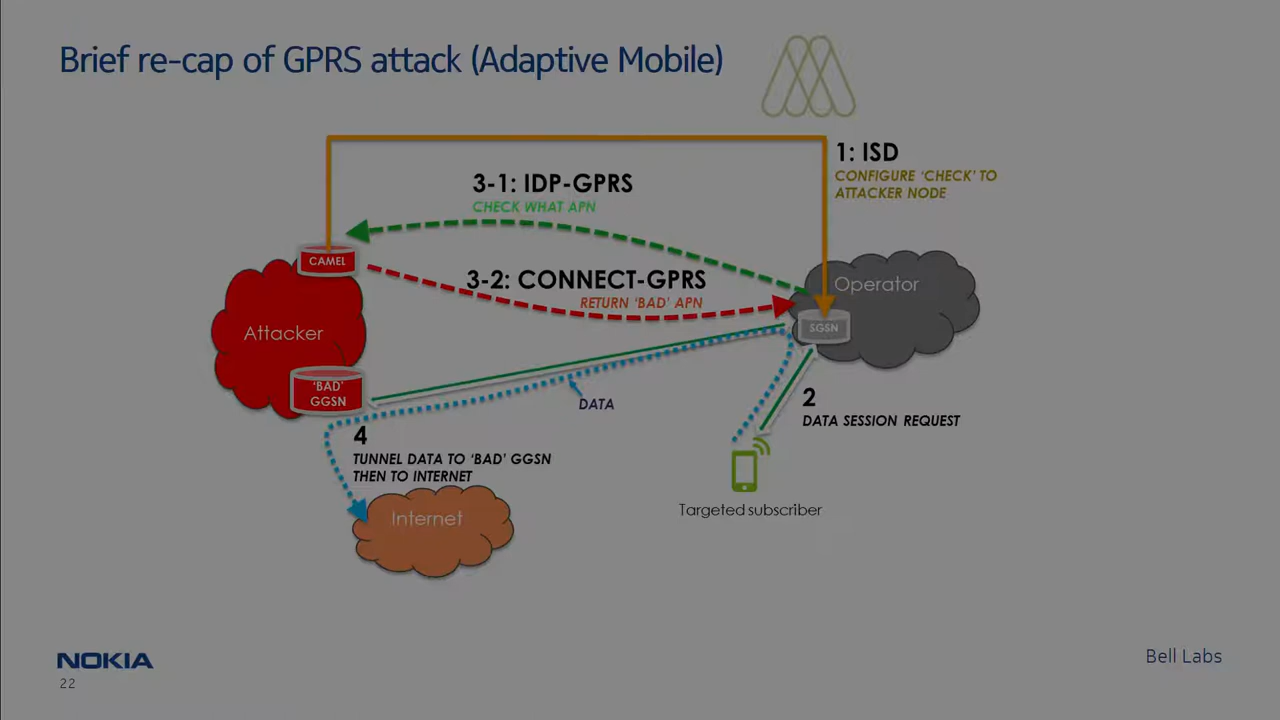 Brief re-cap of GPRS attack (Adaptive Mobile)
1: ISD
CONFIGURE ‘CHECK’ TO
ATTACKER NODE
3-1: IDP-GPRS
CHECK WHAT APN
CAMEL
3-2: CONNECT-GPRS
RETURN ‘BAD’ APN
Operator
SGSN
Attacker
‘BAD’
GGSN
DATA
2
DATA SESSION REQUEST
4
TUNNEL DATA TO ‘BAD’ GGSN
THEN TO INTERNET
Internet
Targeted subscriber
NOKIA
Bell Labs
22